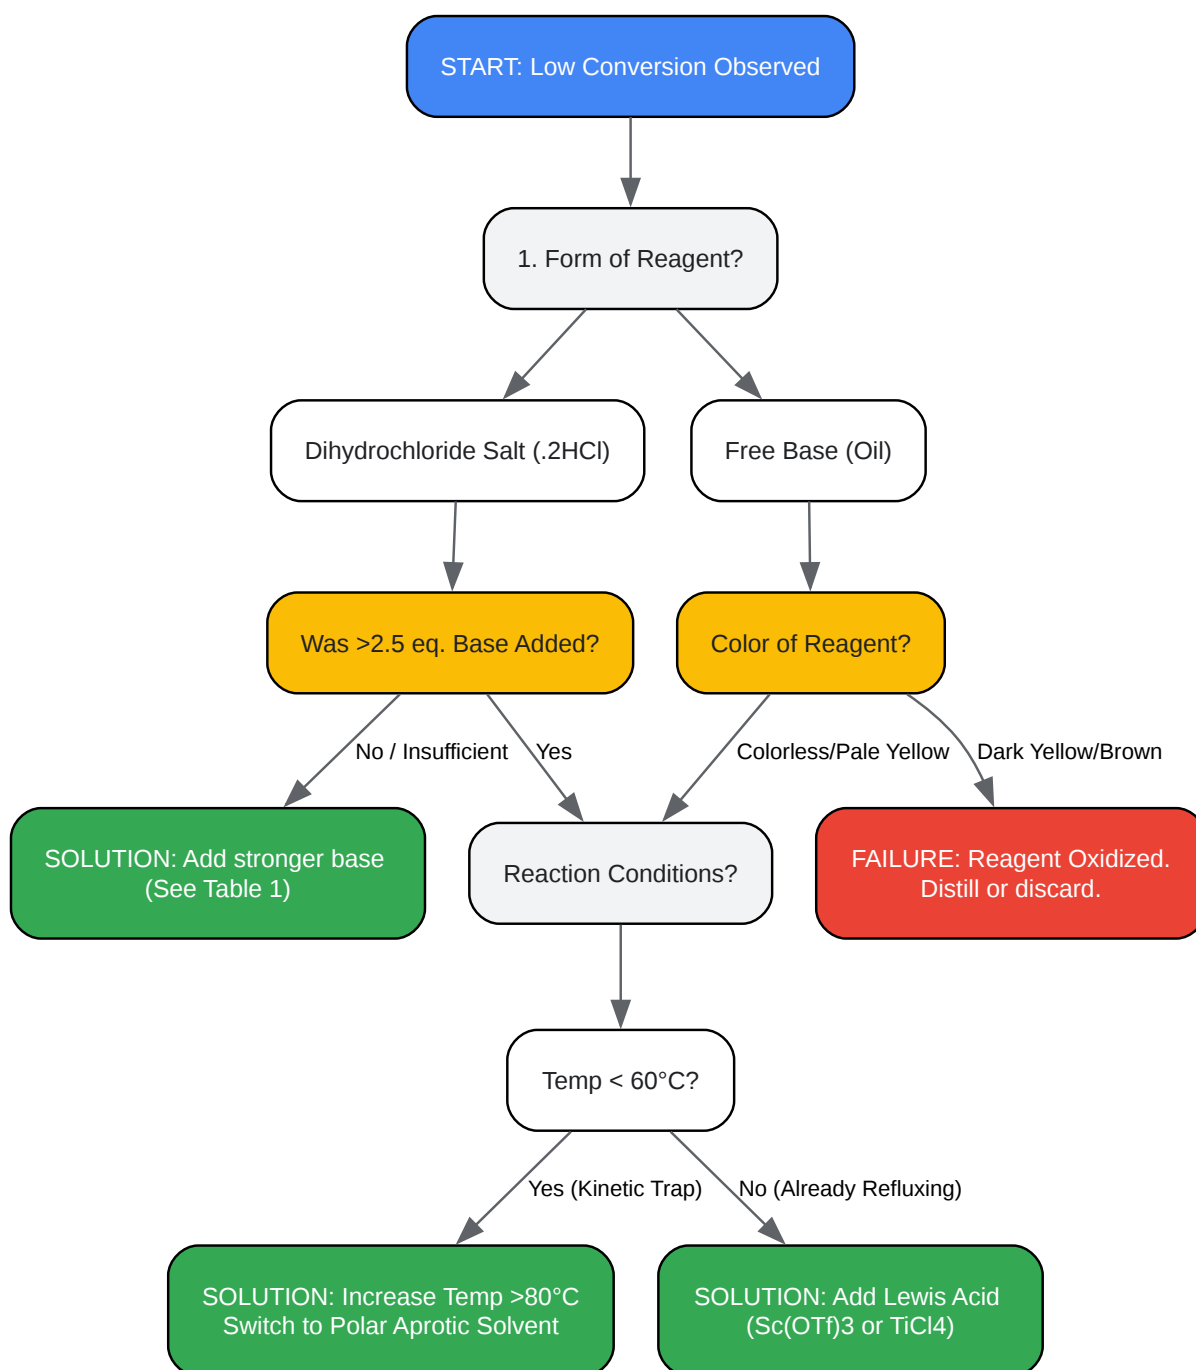 START: Low Conversion Observed
1. Form of Reagent?
Dihydrochloride Salt (.2HCl)
Free Base (Oil)
Was >2.5 eq. Base Added?
Color of Reagent?
No / Insufficient
Yes
Colorless/Pale Yellow
Dark Yellow/Brown
SOLUTION: Add stronger base
(See Table 1)
Reaction Conditions?
FAILURE: Reagent Oxidized.
Distill or discard.
Temp < 60°C?
Yes (Kinetic Trap)
No (Already Refluxing)
SOLUTION: Increase Temp >80°C
Switch to Polar Aprotic Solvent
SOLUTION: Add Lewis Acid
(Sc(OTf)3 or TiCl4)